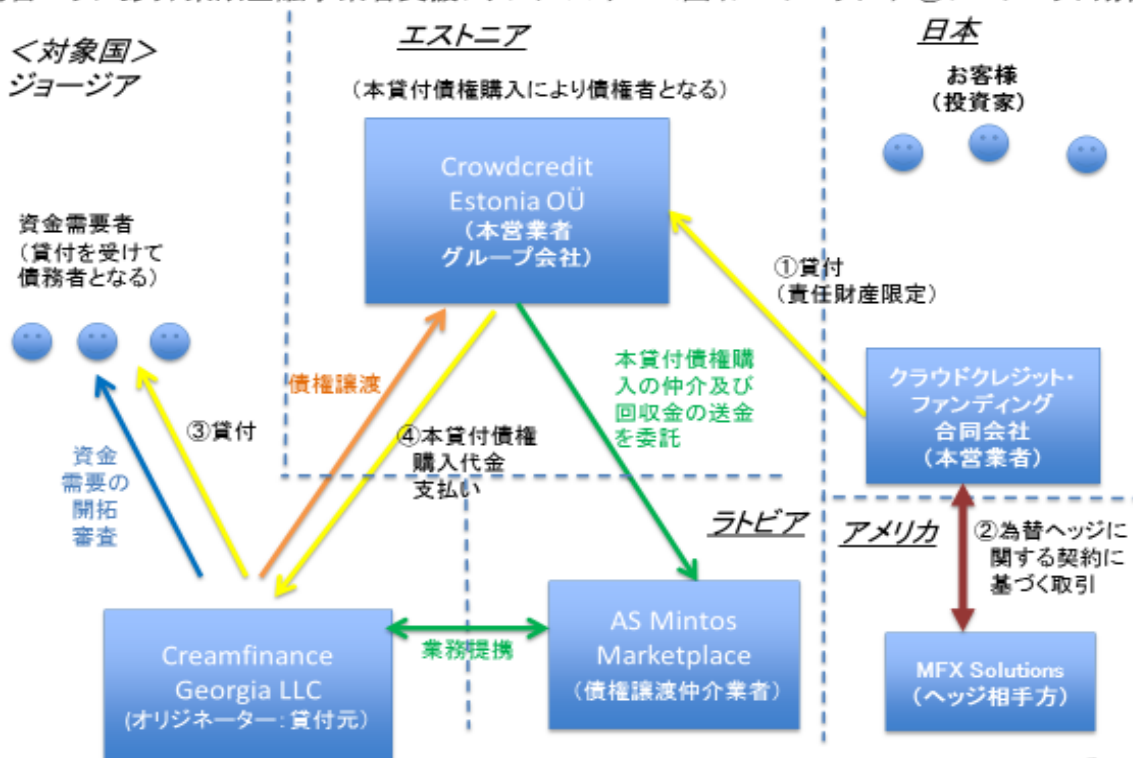 ＜対象国＞
ジョージア
エストニア
（本貸付債権購入により債権者となる）
日本
お客様
（投資家）
Crowdcredit
Estonia OÜ
（本営業者
グループ会社）
資金需要者
（貸付を受けて
債務者となる）
①貸付
（責任財産限定）
クラウドクレジット・
ファンディング
合同会社
（本営業者）
債権譲渡
本貸付債権購
入の仲介及び
回収金の送金
を委託
③貸付
④本貸付債権
購入代金
支払い
資金
需要の
開拓
審査
ラトビア
アメリカ
②為替ヘッジに
関する契約に
基づく取引
Creamfinance
Georgia LLC
（オリジネーター：貸付元）
業務提携
AS Mintos
Marketplace
（債権譲渡仲介業者）
MFX Solutions
（ヘッジ相手方）